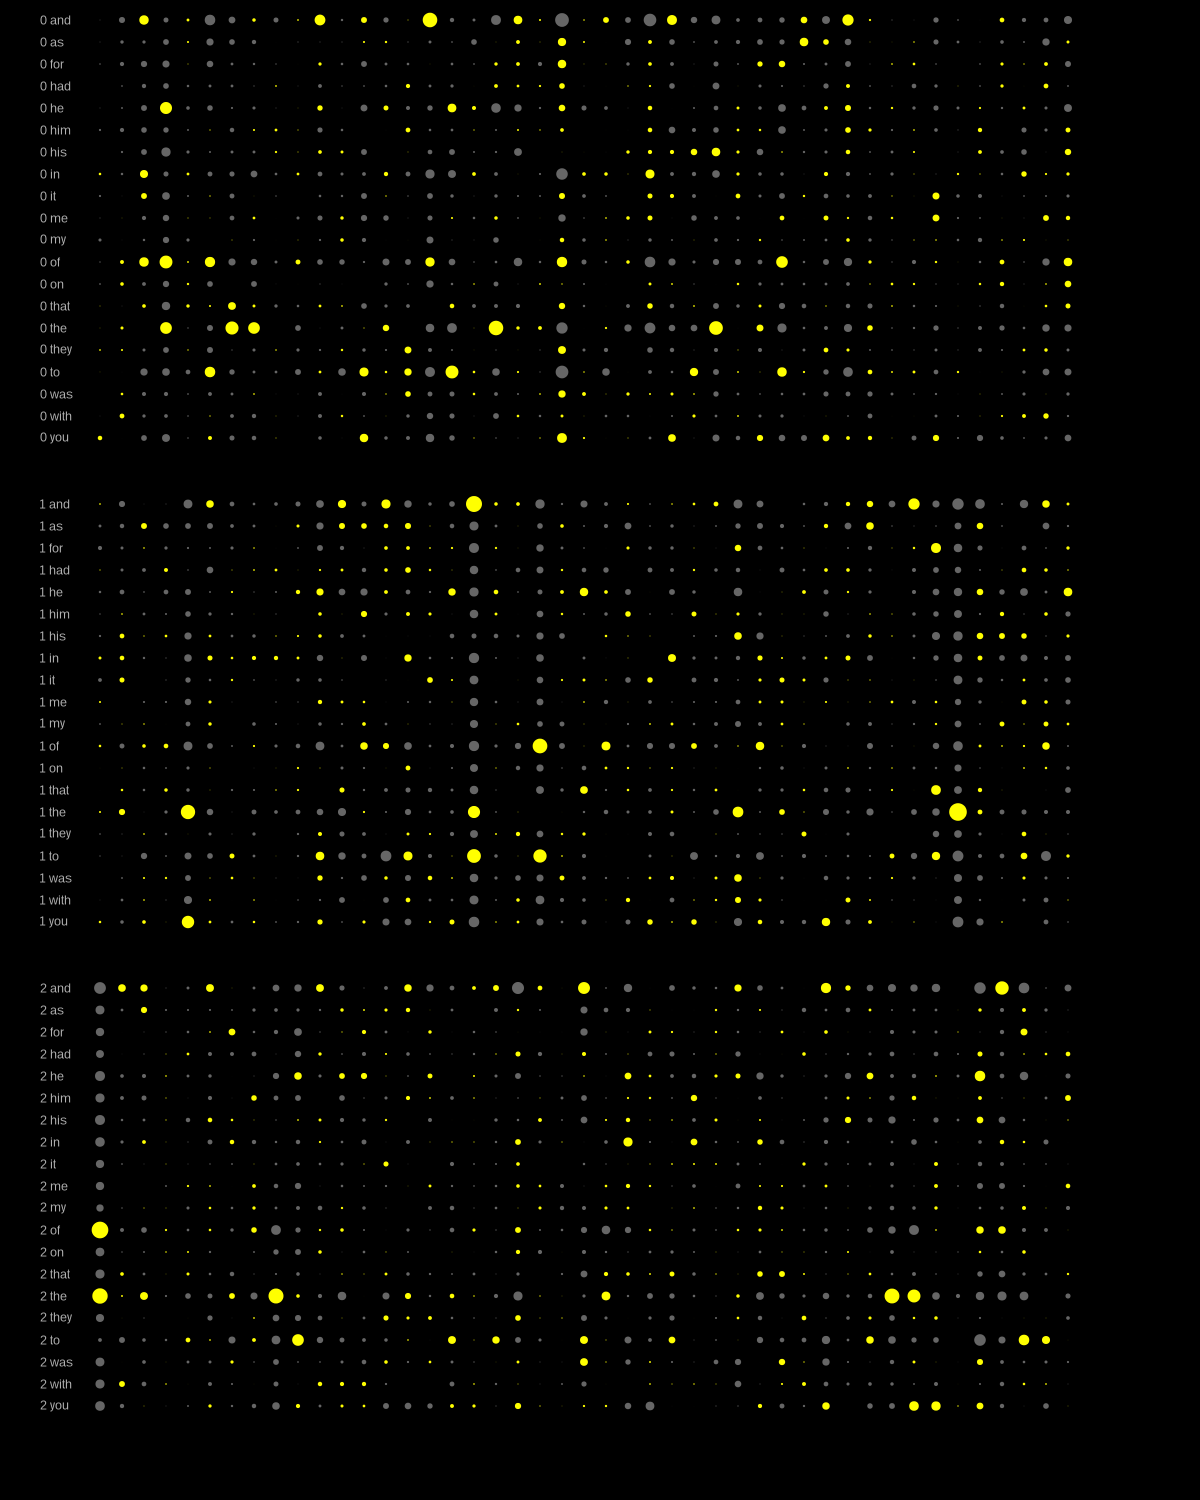 0 and
0 as
0 for
0 had
0 he
0 him
0 his
0 in
0 it
0 me
0 my
0 of
0 on
0 that
0 the
0 they
0 to
0 was
0 with
0 you
1 and
1 as
1 for
1 had
1 he
1 him
1 his
1 in
1 it
1 me
1 my
1 of
1 on
1 that
1 the
1 they
1 to
1 was
1 with
1 you
2 and
2 as
2 for
2 had
2 he
2 him
2 his
2 in
2 it
2 me
2 my
2 of
2 on
2 that
2 the
2 they
2 to
2 was
2 with
2 you